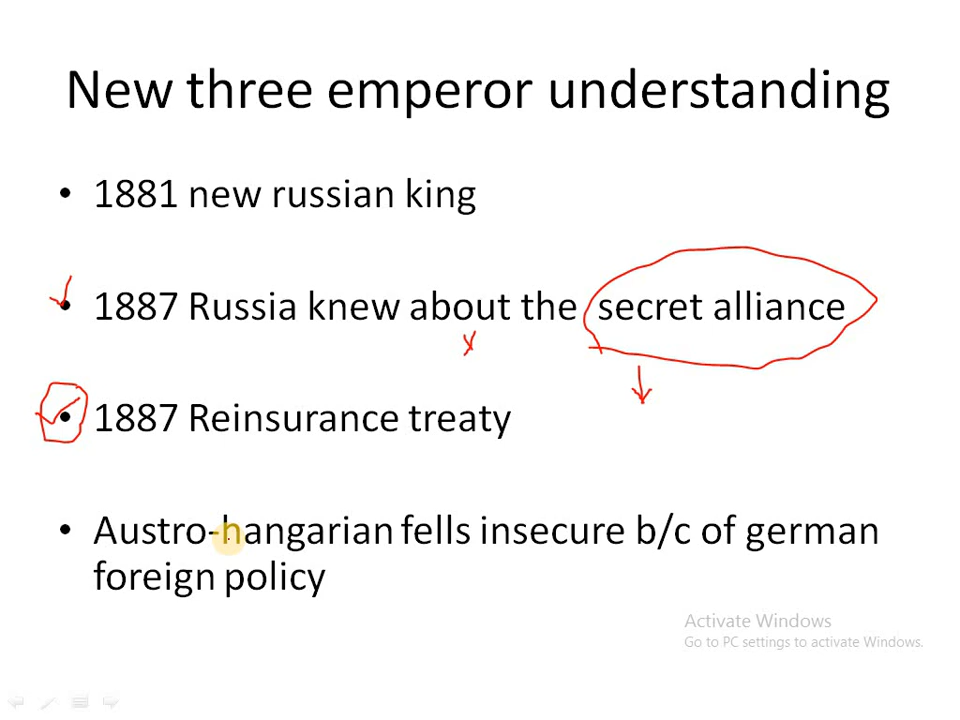 New three emperor understanding
• 1881 new russian king
• 1887 Russia knew about the secret alliance
• 1887 Reinsurance treaty
• Austro-hangarian fells insecure b/c of german
foreign policy
Activate Windows
Go to PC settings to activate Windows.